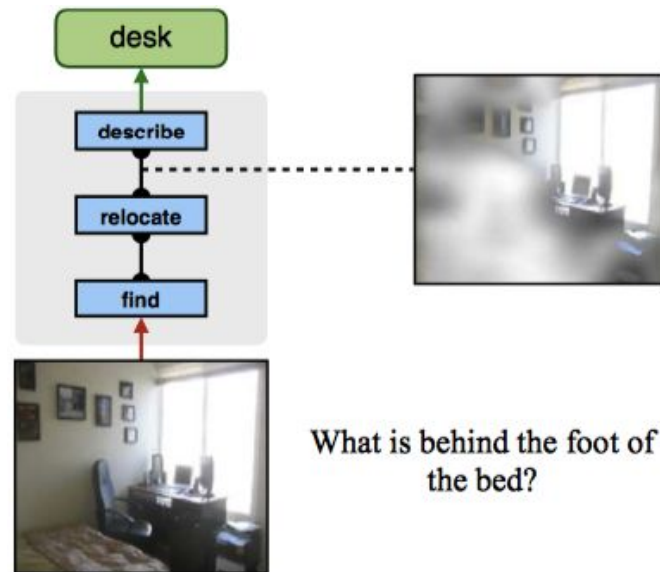 desk
describe
relocate
find
What is behind the foot of
the bed?